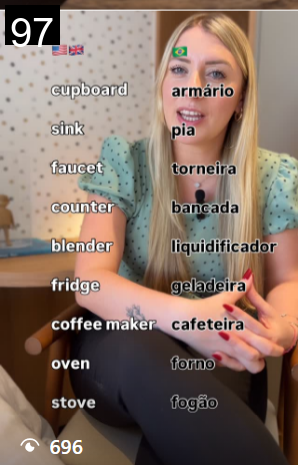 97
cupboard armário
sink pia
faucet torneira
counter bancada
blender liquidificador
fridge geladeira
coffee maker cafeteira
oven forno
stove fogão
696